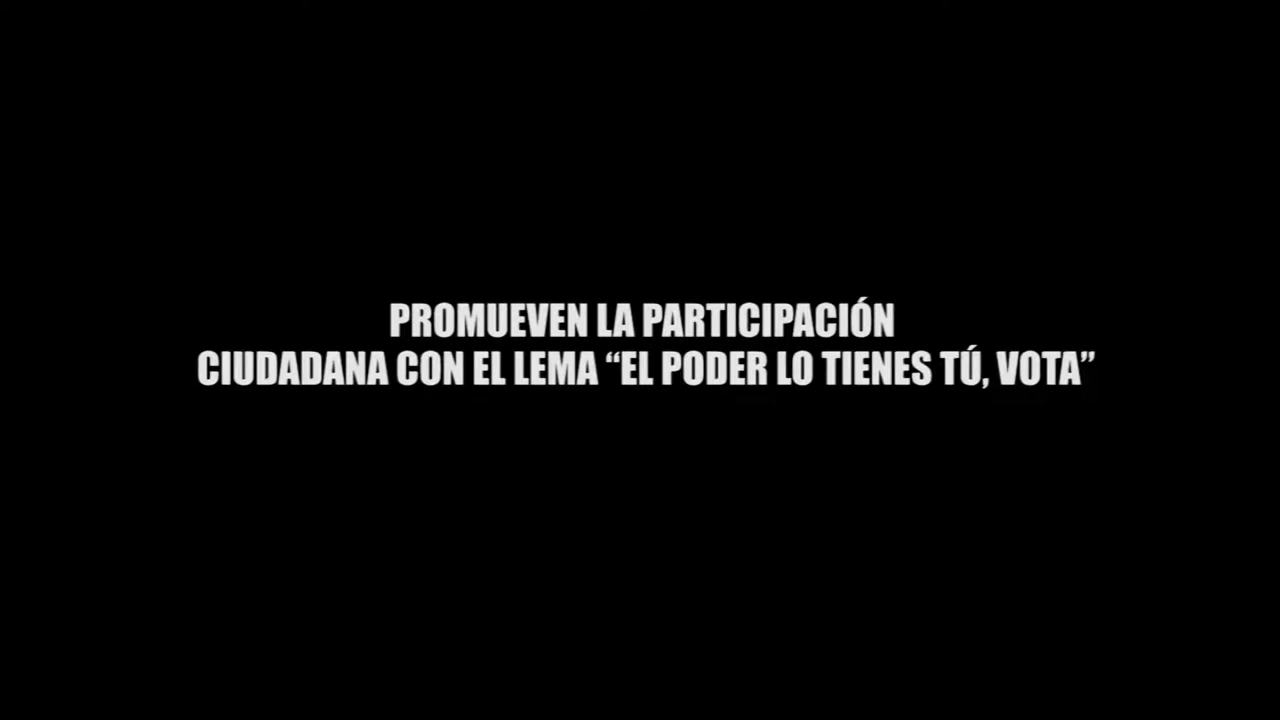 PROMUEVEN LA PARTICIPACIÓN
CIUDADANA CON EL LEMA “EL PODER LO TIENES TÚ, VOTA”